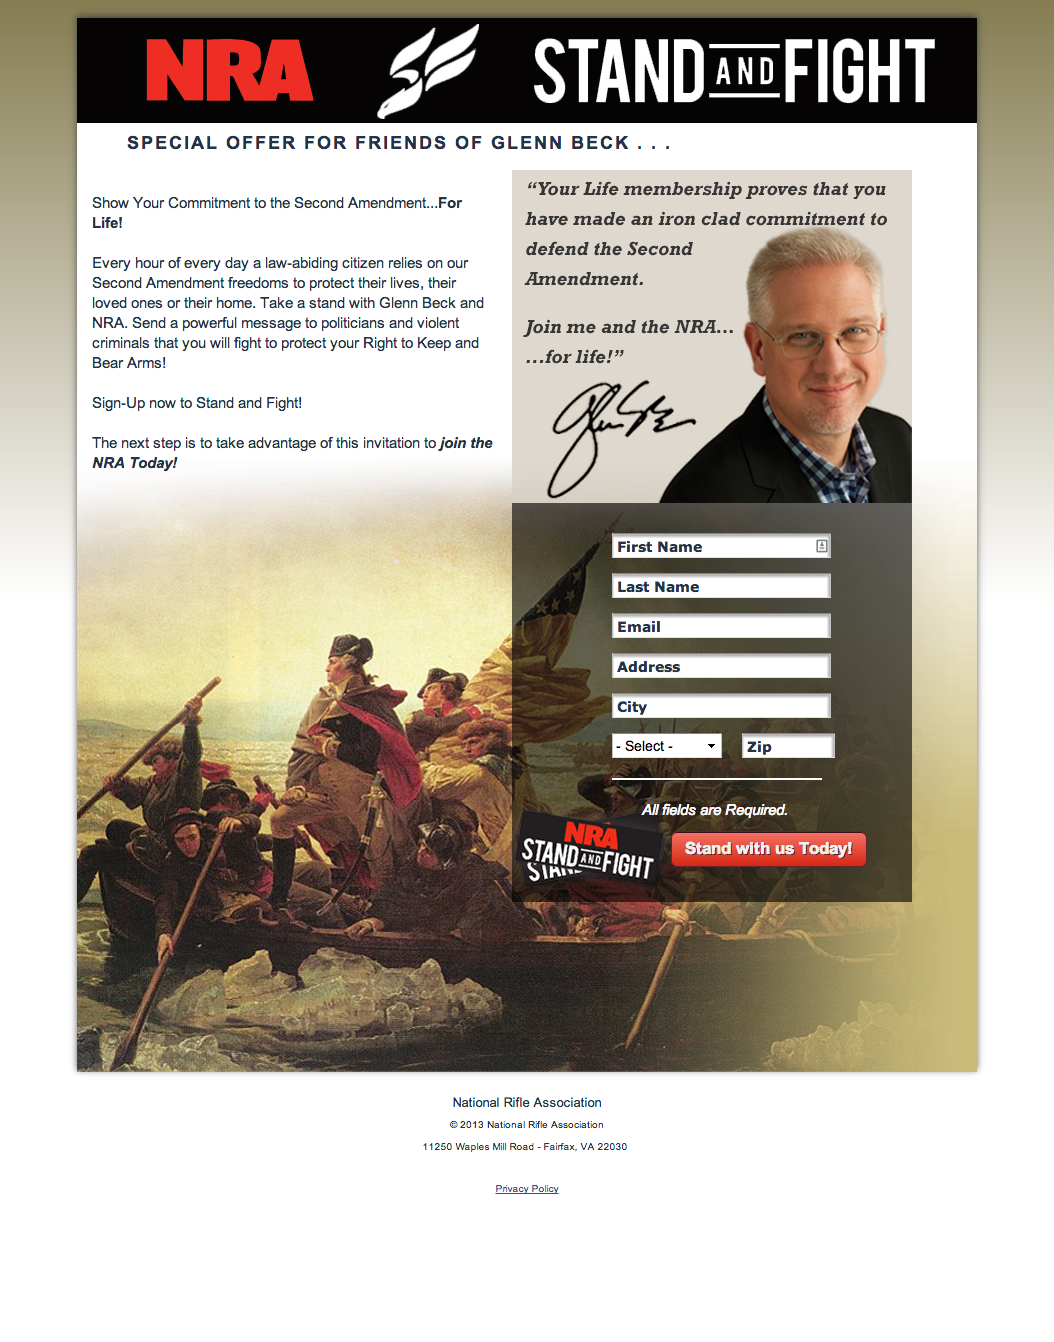 NRA STAND AND FIGHT
SPECIAL OFFER FOR FRIENDS OF GLENN BECK . . .
Show Your Commitment to the Second Amendment...For
Life!
Every hour of every day a law-abiding citizen relies on our
Second Amendment freedoms to protect their lives, their
loved ones or their home. Take a stand with Glenn Beck and
NRA. Send a powerful message to politicians and violent
criminals that you will fight to protect your Right to Keep and
Bear Arms!
Sign-Up now to Stand and Fight!
The next step is to take advantage of this invitation to join the
NRA Today!
“Your Life membership proves that you
have made an iron clad commitment to
defend the Second
Amendment.
Join me and the NRA...
...for life!”
First Name
Last Name
Email
Address
City
- Select -
Zip
All fields are Required.
NRA
STAND AND FIGHT
Stand with us Today!
National Rifle Association
© 2013 National Rifle Association
11250 Waples Mill Road - Fairfax, VA 22030
Privacy Policy